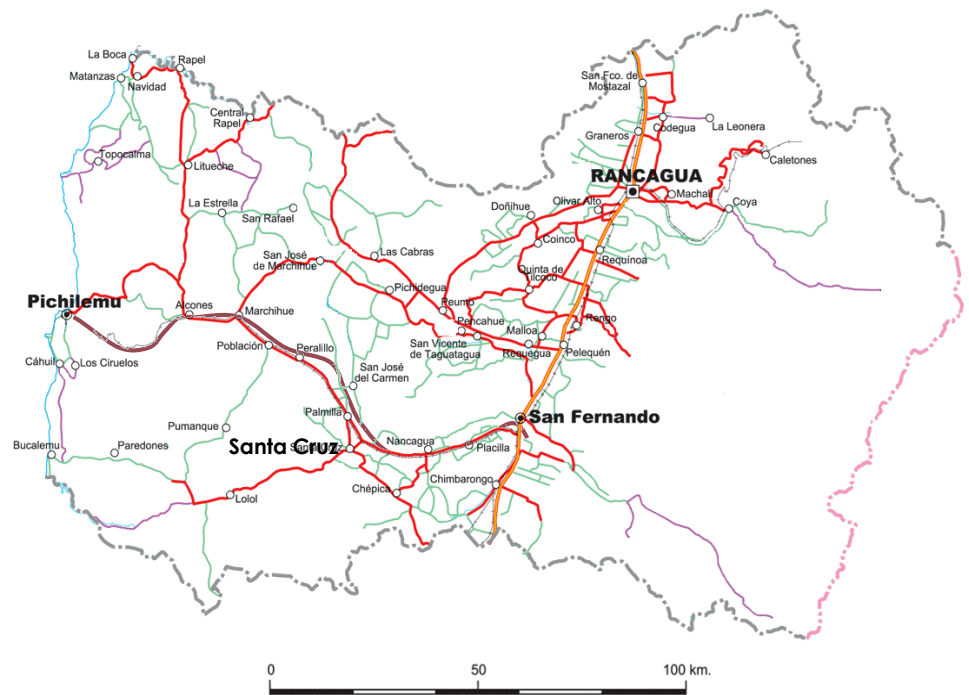 La Boca
Rapel
Matanzas
Navidad
San Fco. de
Mostazal
Central
Rapel
Codegua
La Leonera
Graneros
Topocalma
Litueche
Caletones
RANCAGUA
Machalí
La Estrella
San Rafael
Doñihue
Olivar Alto
Coya
Coinco
San José
de Marchihue
Las Cabras
Requínoa
Quinta de
Tilcoco
Pichidegua
Pichilemu
Alcones
Marchihue
Peumo
Rengo
Pencahue
Malloa
Población
Peralillo
San Vicente
de Taguatagua
Requegua
Pelequén
Cáhuil
Los Ciruelos
San José
del Carmen
Palmilla
San Fernando
Pumanque
Bucalemu
Paredones
Santa Cruz
Nancagua
Placilla
Chépica
Chimbarongo
Lolol
0
50
100 km.